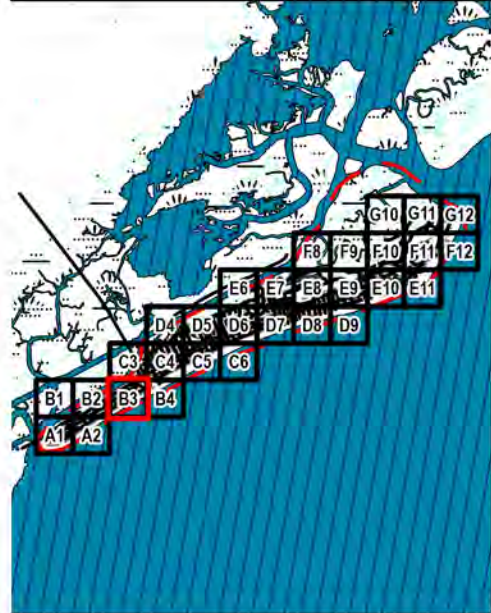 G10 G11 G12
F8 F9 F10 F11 F12
E6 E7 E8 E9 E10 E11
D4 D5 D6 D7 D8 D9
C3 C4 C5 C6
B1 B2 B3 B4
A1 A2